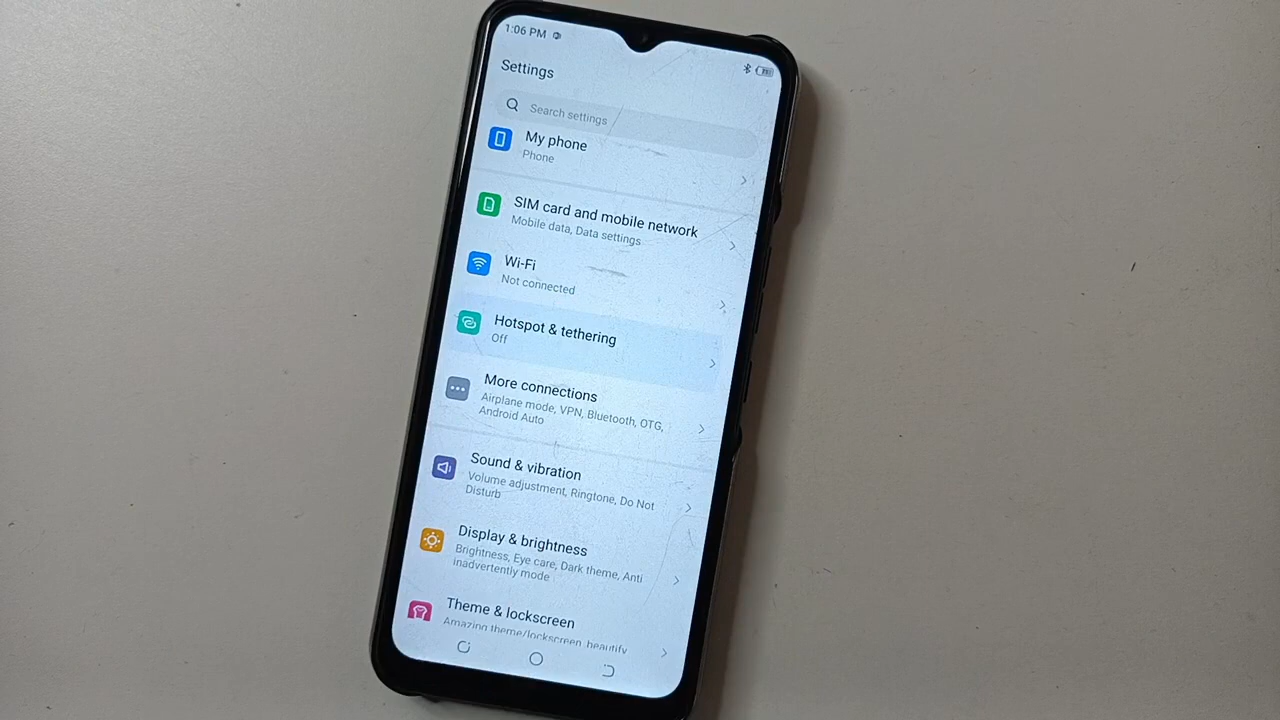 1:06 PM
Settings
Search settings
My phone
Phone
SIM card and mobile network
Mobile data, Data settings
Wi-Fi
Not connected
Hotspot & tethering
Off
More connections
Airplane mode, VPN, Bluetooth, OTG,
Android Auto
Sound & vibration
Volume adjustment, Ringtone, Do Not
Disturb
Display & brightness
Brightness, Eye care, Dark theme, Anti
inadvertently mode
Theme & lockscreen
Amazing theme/lockscreen, beautify